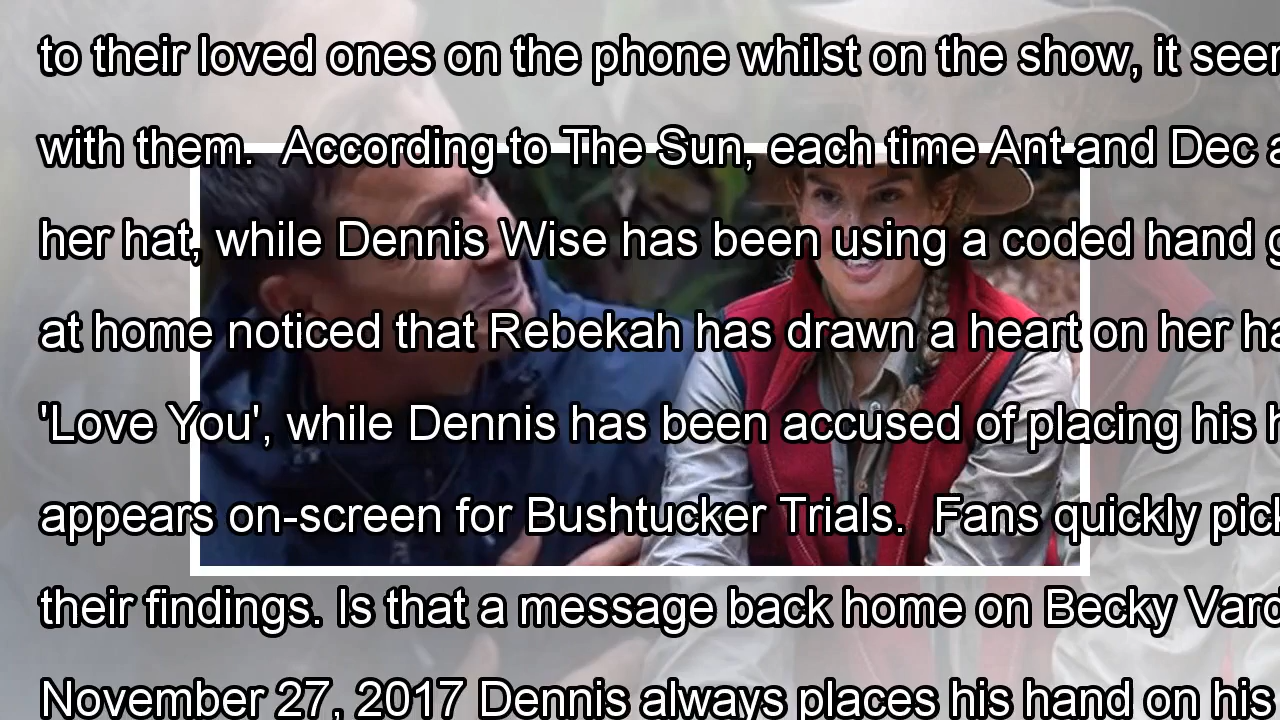 to their loved ones on the phone whilst on the show, it
with them. According to The Sun, each time Ant and Dec
her hat, while Dennis Wise has been using a coded hand
at home noticed that Rebekah has drawn a heart on her
'Love You', while Dennis has been accused of placing his
appears on-screen for Bushtucker Trials. Fans quickly
their findings. Is that a message back home on Becky
November 27, 2017 Dennis always places his hand on his